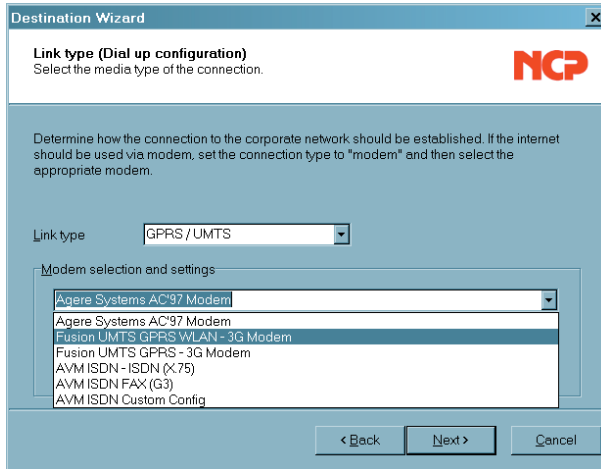 Destination Wizard
Link type (Dial up configuration)
Select the media type of the connection.
NCP
Determine how the connection to the corporate network should be established. If the internet
should be used via modem, set the connection type to "modem" and then select the
appropriate modem.
Link type GPRS / UMTS
Modem selection and settings
Agere Systems AC'97 Modem
Agere Systems AC'97 Modem
Fusion UMTS GPRS WLAN - 3G Modem
Fusion UMTS GPRS - 3G Modem
AVM ISDN - ISDN (X.75)
AVM ISDN FAX (G3)
AVM ISDN Custom Config
< Back Next > Cancel